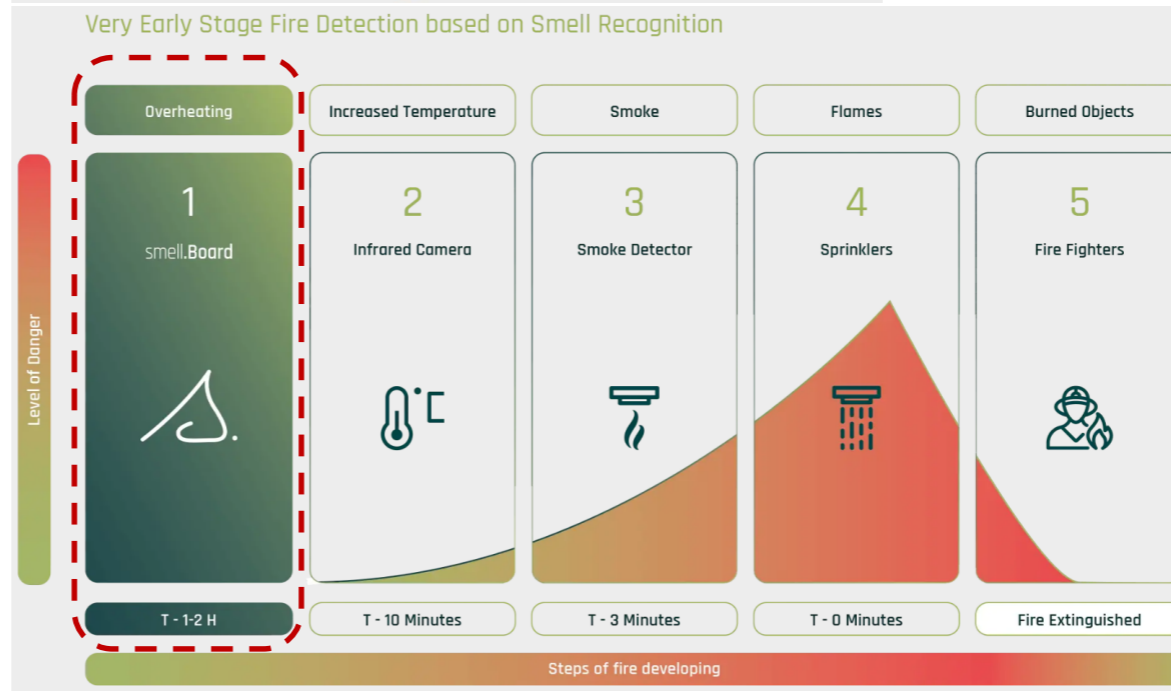 Very Early Stage Fire Detection based on Smell Recognition
Overheating
Increased Temperature
Smoke
Flames
Burned Objects
Level of Danger
1
smell.Board
2
Infrared Camera
°C
3
Smoke Detector
4
Sprinklers
5
Fire Fighters
T - 1-2 H
T - 10 Minutes
T - 3 Minutes
T - 0 Minutes
Fire Extinguished
Steps of fire developing